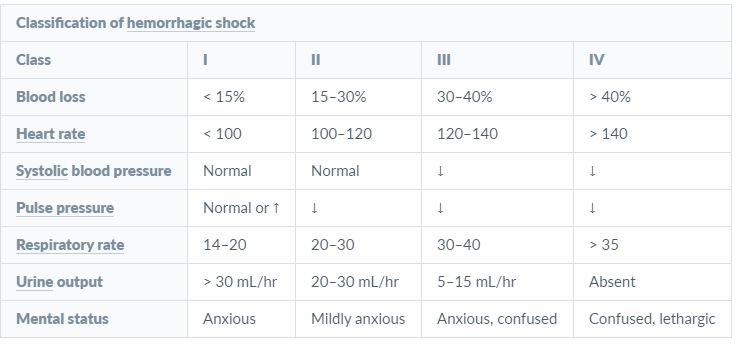 Classification of hemorrhagic shock
Class I II III IV
Blood loss < 15% 15–30% 30–40% > 40%
Heart rate < 100 100–120 120–140 > 140
Systolic blood pressure Normal Normal ↓ ↓
Pulse pressure Normal or ↑ ↓ ↓ ↓
Respiratory rate 14–20 20–30 30–40 > 35
Urine output > 30 mL/hr 20–30 mL/hr 5–15 mL/hr Absent
Mental status Anxious Mildly anxious Anxious, confused Confused, lethargic